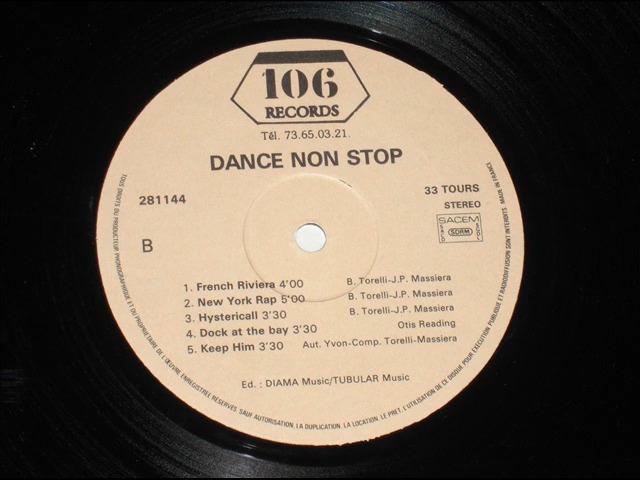 106
RECORDS
Tél. 73.65.03.21.
DANCE NON STOP
281144
33 TOURS
STEREO
SACEM
SACD SDRM SGDL
B
1. French Riviera 4'00 B. Torelli-J.P. Massiera
2. New York Rap 5'00 B. Torelli-J.P. Massiera
3. Hystericall 3'30 B. Torelli-J.P. Massiera
4. Dock at the bay 3'30 Otis Reading
5. Keep Him 3'30 Aut. Yvon-Comp. Torelli-Massiera
Ed. : DIAMA Music/TUBULAR Music
TOUS DROITS DU PRODUCTEUR PHONOGRAPHIQUE ET DU PROPRIETAIRE DE L'ŒUVRE ENREGISTREE RESERVES. SAUF AUTORISATION, LA DUPLICATION, LA LOCATION, LE PRET, L'UTILISATION DE CE DISQUE POUR EXECUTION PUBLIQUE ET RADIODIFFUSION SONT INTERDITS. MADE IN FRANCE